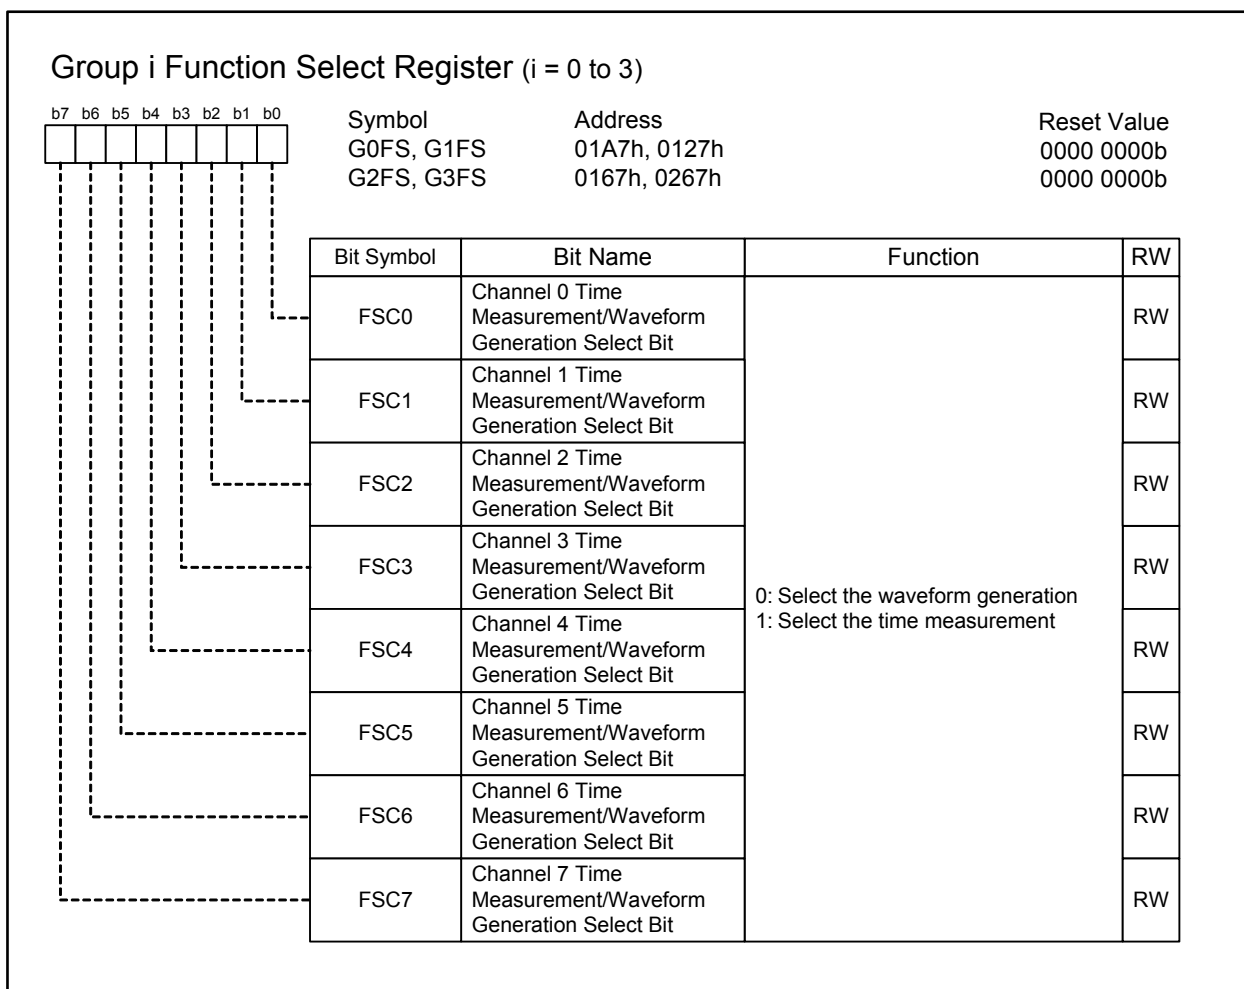 Group i Function Select Register (i = 0 to 3)
b7 b6 b5 b4 b3 b2 b1 b0
Symbol Address Reset Value
G0FS, G1FS 01A7h, 0127h 0000 0000b
G2FS, G3FS 0167h, 0267h 0000 0000b
Bit Symbol Bit Name Function RW
FSC0
Channel 0 Time
Measurement/Waveform
Generation Select Bit
RW
FSC1
Channel 1 Time
Measurement/Waveform
Generation Select Bit
RW
FSC2
Channel 2 Time
Measurement/Waveform
Generation Select Bit
RW
FSC3
Channel 3 Time
Measurement/Waveform
Generation Select Bit
RW
0: Select the waveform generation
1: Select the time measurement
FSC4
Channel 4 Time
Measurement/Waveform
Generation Select Bit
RW
FSC5
Channel 5 Time
Measurement/Waveform
Generation Select Bit
RW
FSC6
Channel 6 Time
Measurement/Waveform
Generation Select Bit
RW
FSC7
Channel 7 Time
Measurement/Waveform
Generation Select Bit
RW